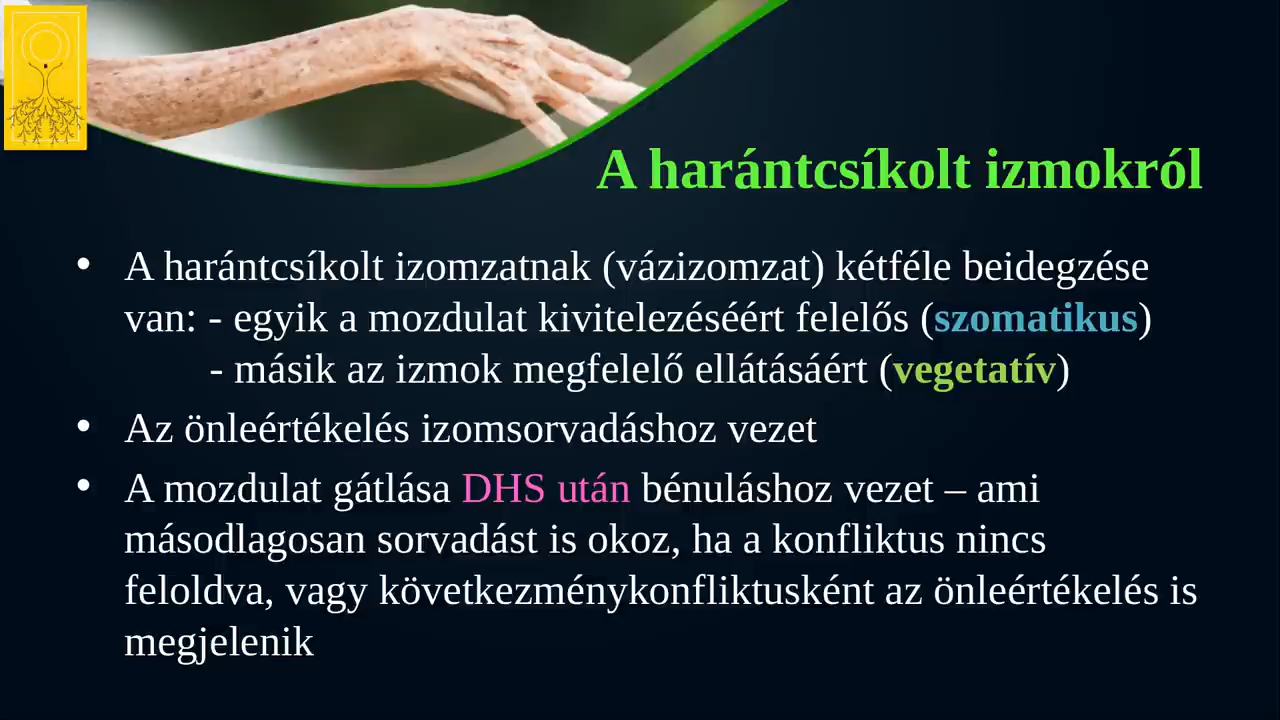 A harántcsíkolt izmokról
• A harántcsíkolt izomzatnak (vázizomzat) kétféle beidegzése
van: - egyik a mozdulat kivitelezéséért felelős (szomatikus)
- másik az izmok megfelelő ellátásáért (vegetatív)
• Az önleértékelés izomsorvadáshoz vezet
• A mozdulat gátlása DHS után bénuláshoz vezet – ami
másodlagosan sorvadást is okoz, ha a konfliktus nincs
feloldva, vagy következménykonfliktusként az önleértékelés is
megjelenik